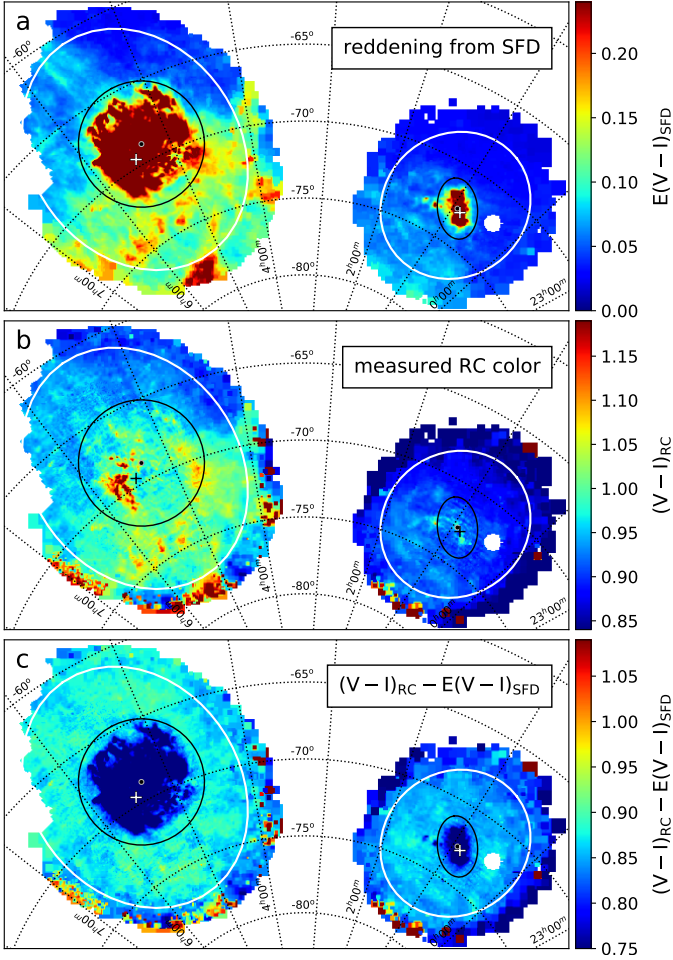 a
reddening from SFD
-60°
-65°
-70°
-75°
-80°
7ʰ00ᵐ
6ʰ00ᵐ
4ʰ00ᵐ
2ʰ00ᵐ
0ʰ00ᵐ
23ʰ00ᵐ
0.20
0.15
0.10
0.05
0.00
E(V − I)SFD
b
measured RC color
-60°
-65°
-70°
-75°
-80°
7ʰ00ᵐ
6ʰ00ᵐ
4ʰ00ᵐ
2ʰ00ᵐ
0ʰ00ᵐ
23ʰ00ᵐ
1.15
1.10
1.05
1.00
0.95
0.90
0.85
(V − I)RC
c
(V − I)RC − E(V − I)SFD
-60°
-65°
-70°
-75°
-80°
7ʰ00ᵐ
6ʰ00ᵐ
4ʰ00ᵐ
2ʰ00ᵐ
0ʰ00ᵐ
23ʰ00ᵐ
1.05
1.00
0.95
0.90
0.85
0.80
0.75
(V − I)RC − E(V − I)SFD